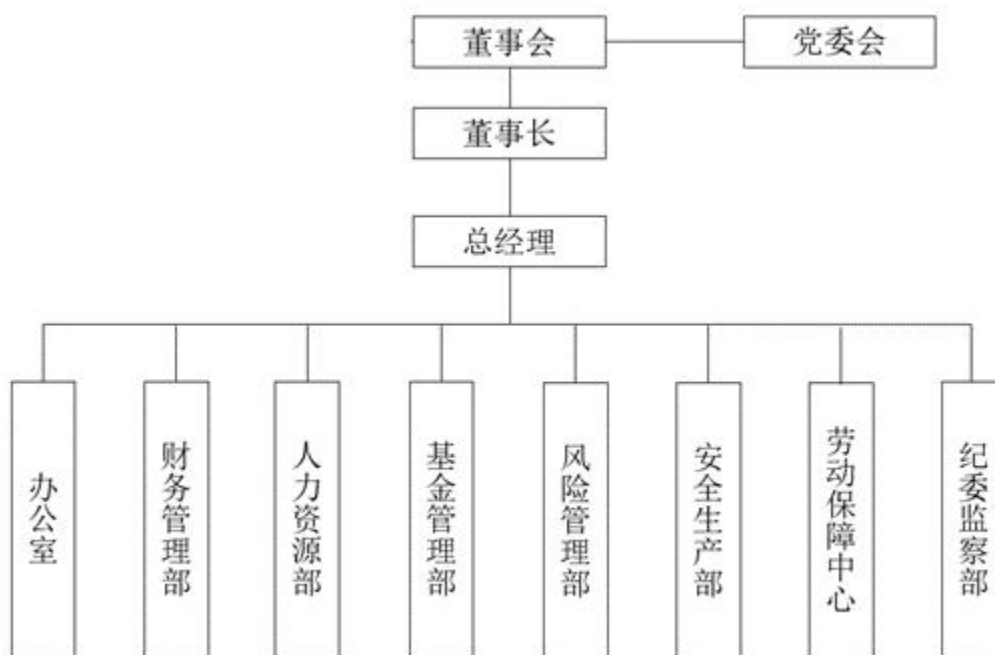 董事会
党委会
董事长
总经理
办公室
财务管理部
人力资源部
基金管理部
风险管理部
安全生产部
劳动保障中心
纪委监察部